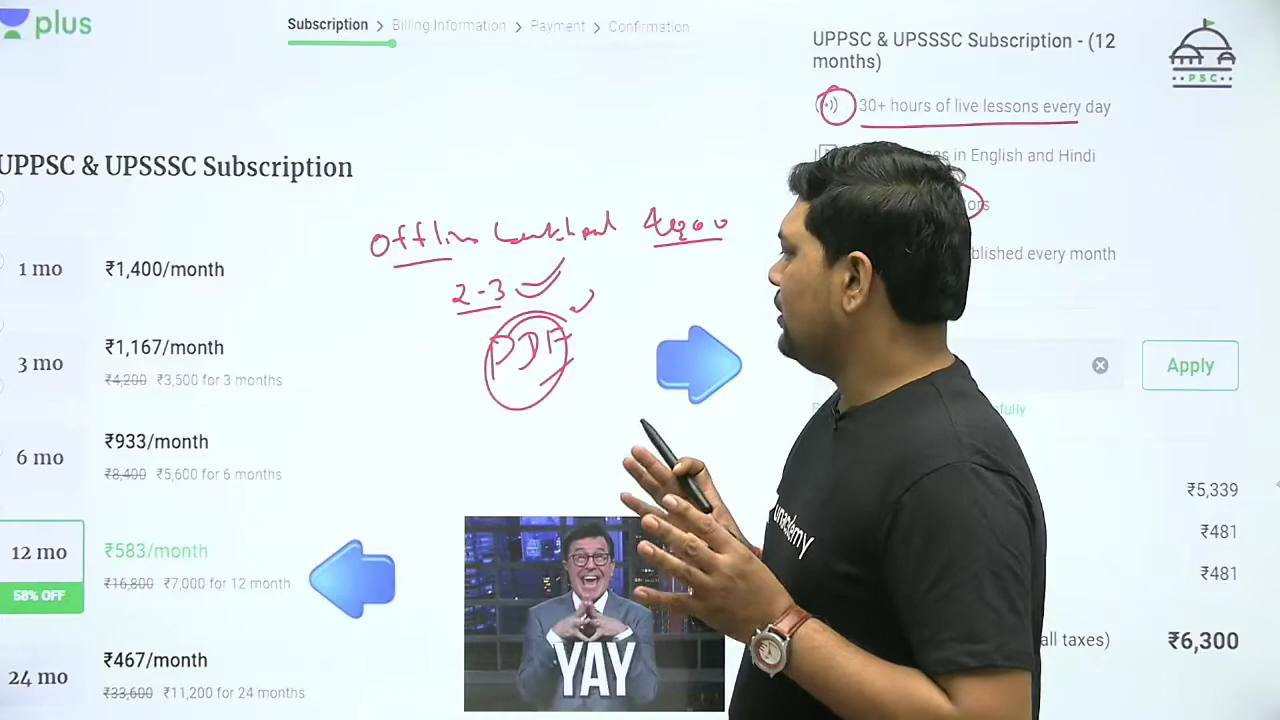 plus
Subscription > Billing Information > Payment > Confirmation
UPPSC & UPSSSC Subscription - (12
months)
PSC
30+ hours of live lessons every day
in English and Hindi
ors
blished every month
UPPSC & UPSSSC Subscription
Offline
2-3
PDF
1 mo
₹1,400/month
3 mo
₹1,167/month
₹4,200 ₹3,500 for 3 months
6 mo
₹933/month
₹8,400 ₹5,600 for 6 months
12 mo
₹583/month
₹16,800 ₹7,000 for 12 month
58% OFF
24 mo
₹467/month
₹33,600 ₹11,200 for 24 months
Apply
fully
₹5,339
₹481
₹481
all taxes) ₹6,300
unacademy
YAY